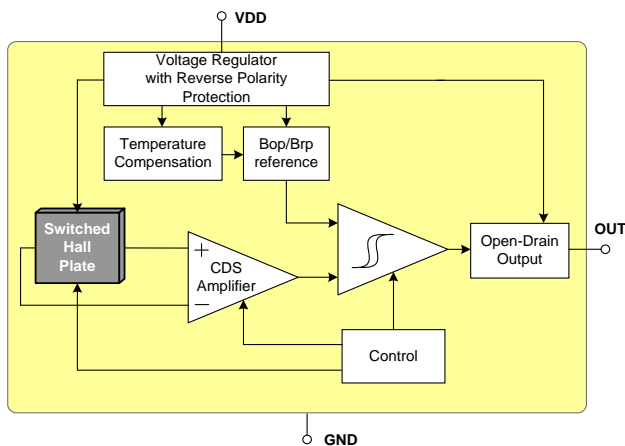 VDD
Voltage Regulator
with Reverse Polarity
Protection
Temperature
Compensation
Bop/Brp
reference
Switched
Hall
Plate
+
CDS
Amplifier
−
Open-Drain
Output
OUT
Control
GND